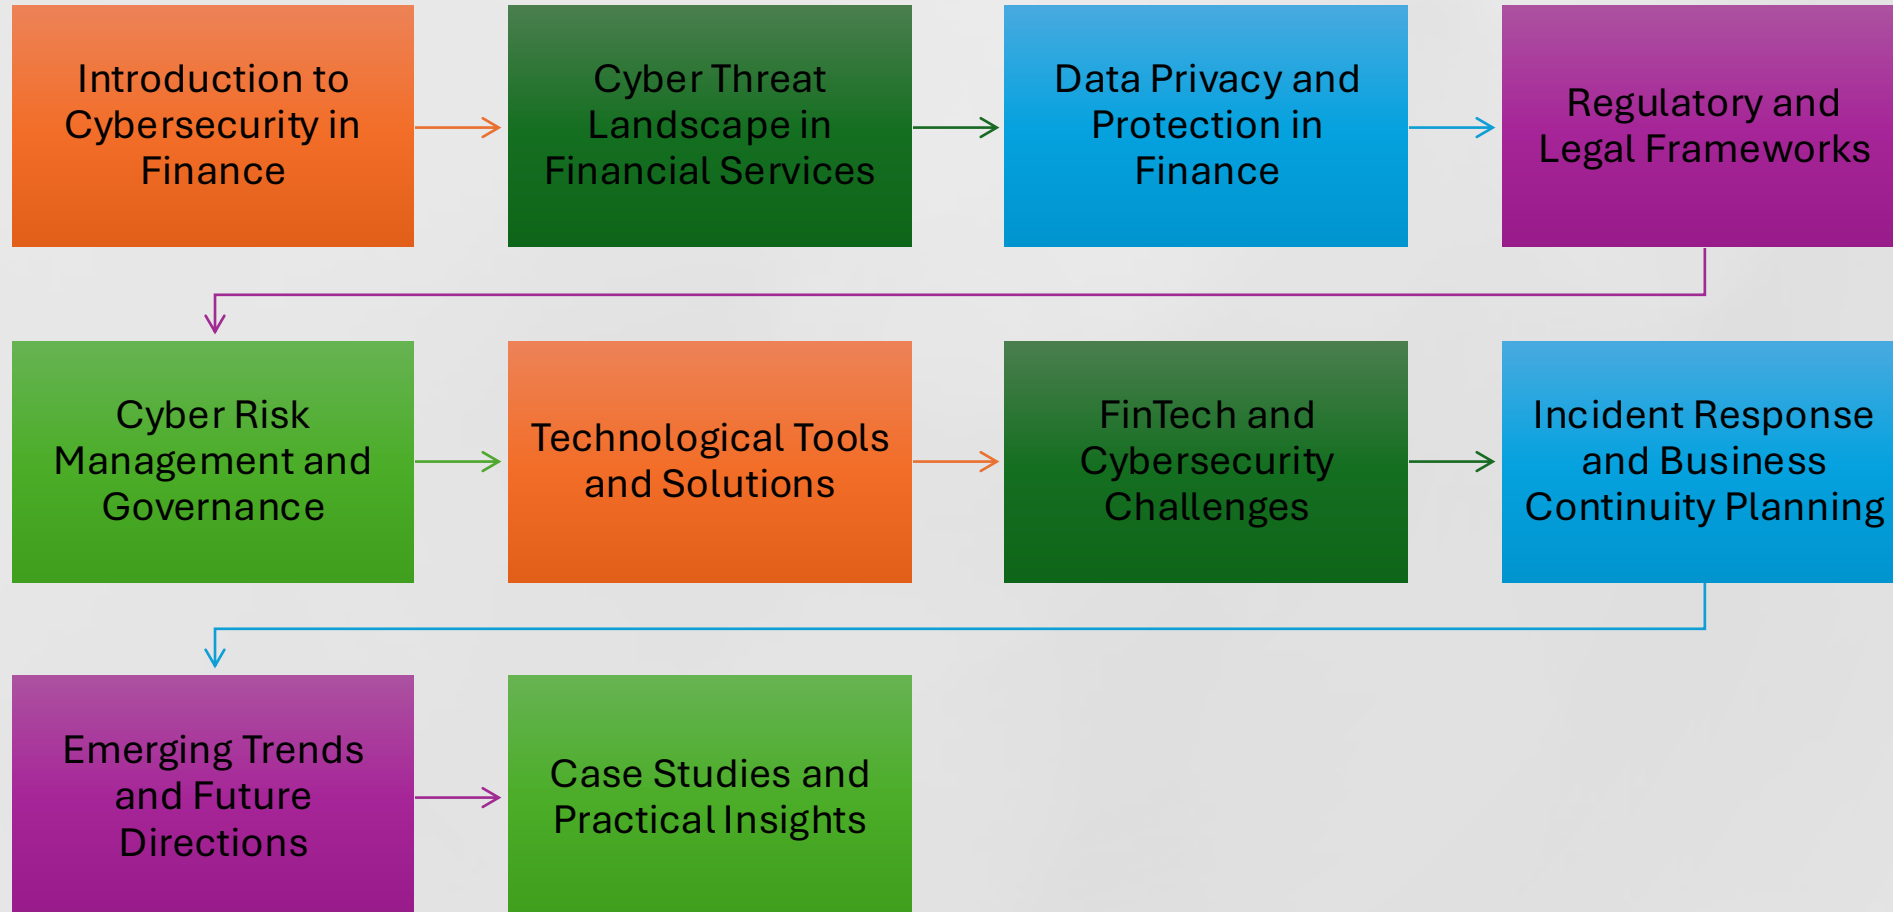 Introduction to
Cybersecurity in
Finance
Cyber Threat
Landscape in
Financial Services
Data Privacy and
Protection in
Finance
Regulatory and
Legal Frameworks
Cyber Risk
Management and
Governance
Technological Tools
and Solutions
FinTech and
Cybersecurity
Challenges
Incident Response
and Business
Continuity Planning
Emerging Trends
and Future
Directions
Case Studies and
Practical Insights